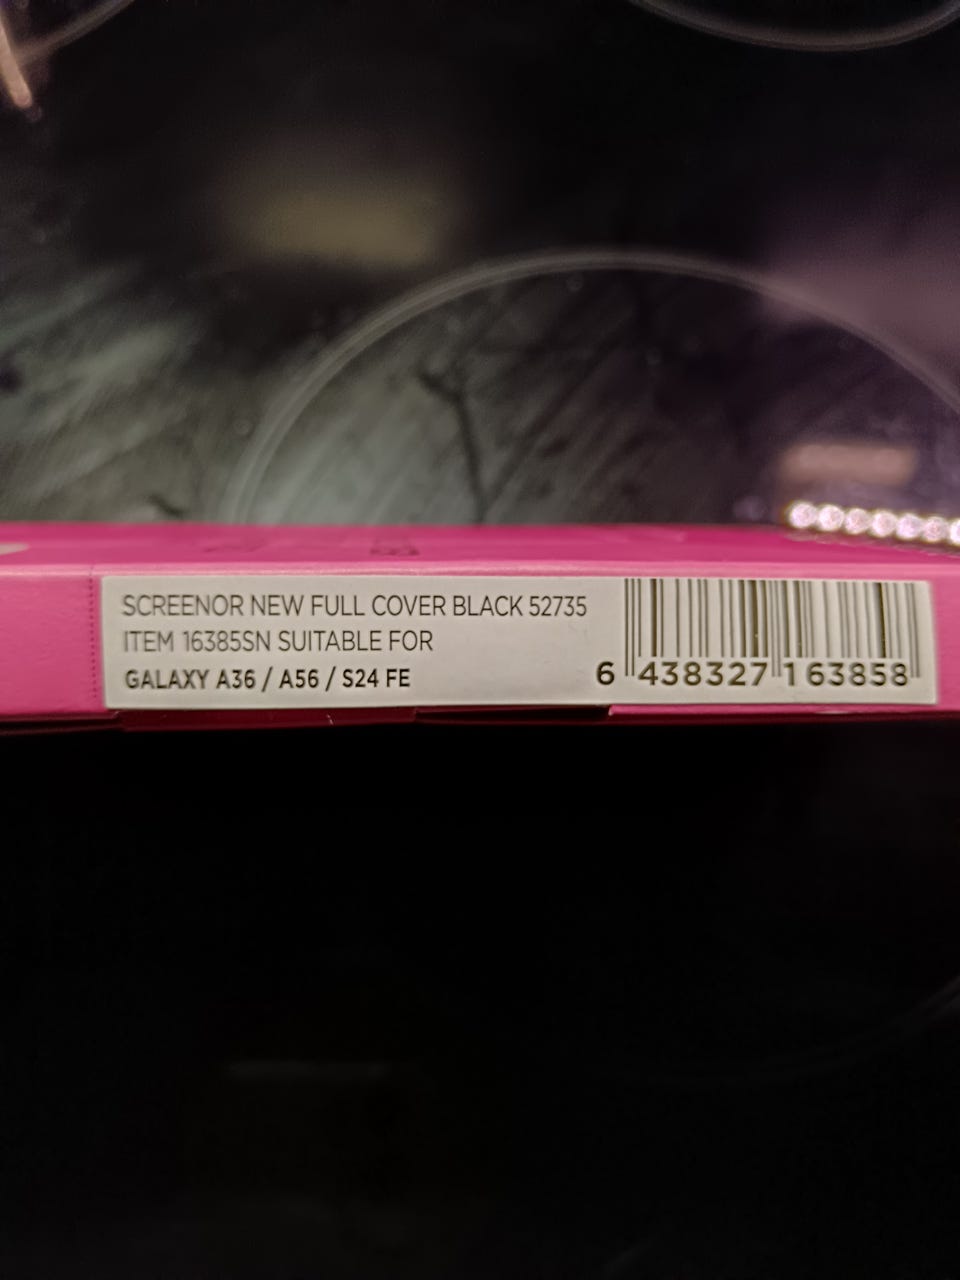 SCREENOR NEW FULL COVER BLACK 52735
ITEM 16385SN SUITABLE FOR
GALAXY A36 / A56 / S24 FE
6 438327 163858